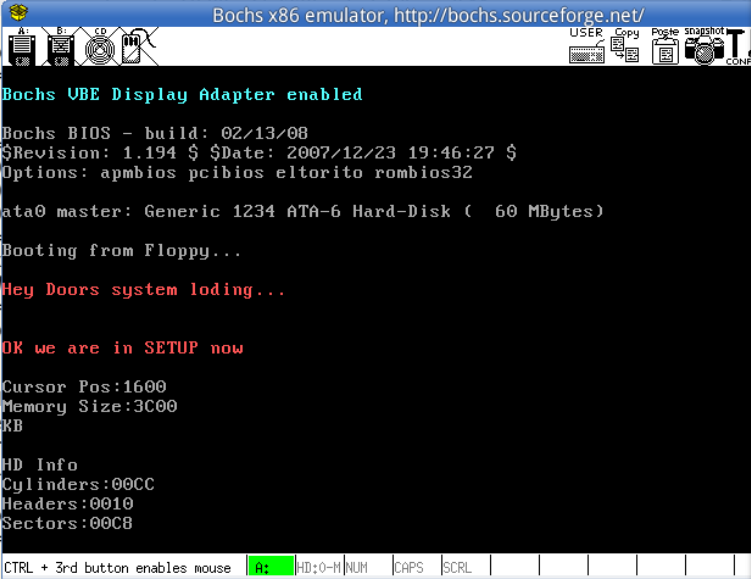 Bochs x86 emulator, http://bochs.sourceforge.net/
A: B: CD USER Copy Paste snapshot T CONF
Bochs VBE Display Adapter enabled
Bochs BIOS - build: 02/13/08
$Revision: 1.194 $ $Date: 2007/12/23 19:46:27 $
Options: apmbios pcibios eltorito rombios32
ata0 master: Generic 1234 ATA-6 Hard-Disk ( 60 MBytes)
Booting from Floppy...
Hey Doors system loding...
OK we are in SETUP now
Cursor Pos:1600
Memory Size:3C00
KB
HD Info
Cylinders:00CC
Headers:0010
Sectors:00C8
CTRL + 3rd button enables mouse A: HD:0-M NUM CAPS SCRL